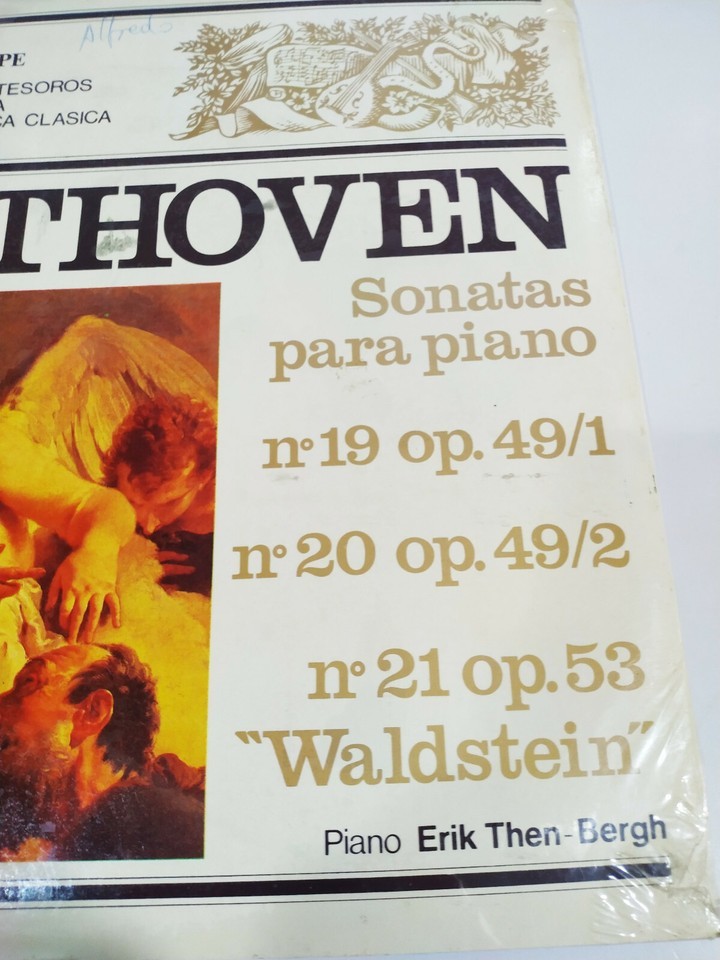 Alfredo
PE
TESOROS
A
CA CLASICA
THOVEN
Sonatas
para piano
nº19 op. 49/1
nº20 op. 49/2
nº21 op. 53
"Waldstein"
Piano Erik Then-Bergh